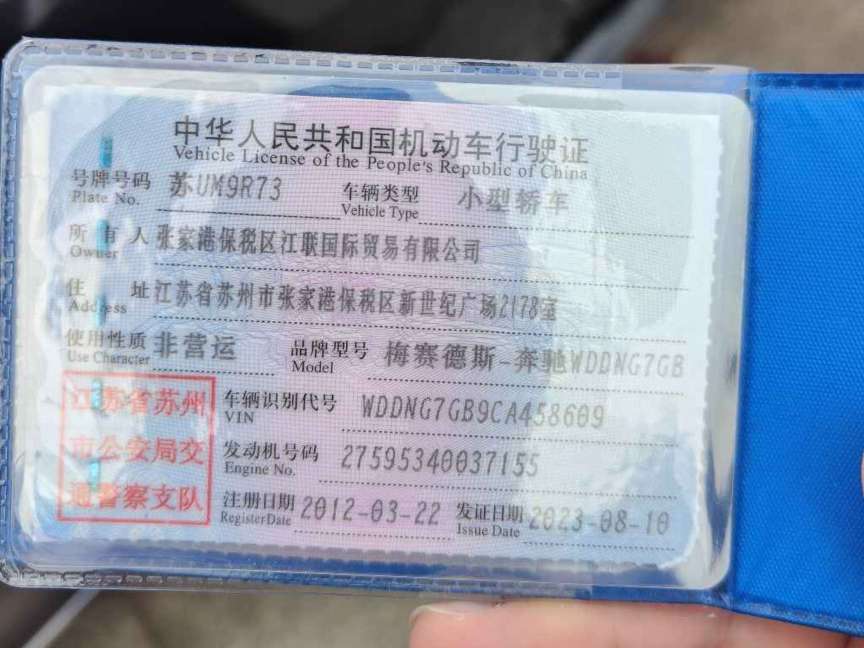 中华人民共和国机动车行驶证
Vehicle License of the People's Republic of China
号牌号码 苏UM9R73 车辆类型 小型轿车
Plate No. Vehicle Type
所有人 张家港保税区江联国际贸易有限公司
Owner
住址 江苏省苏州市张家港保税区新世纪广场2178室
Address
使用性质 非营运 品牌型号 梅赛德斯-奔驰WDDNG7GB
Use Character Model
江苏省苏州
市公安局交
通警察支队
车辆识别代号 WDDNG7GB9CA458609
VIN
发动机号码 27595340037155
Engine No.
注册日期 2012-03-22 发证日期 2023-08-10
Register Date Issue Date